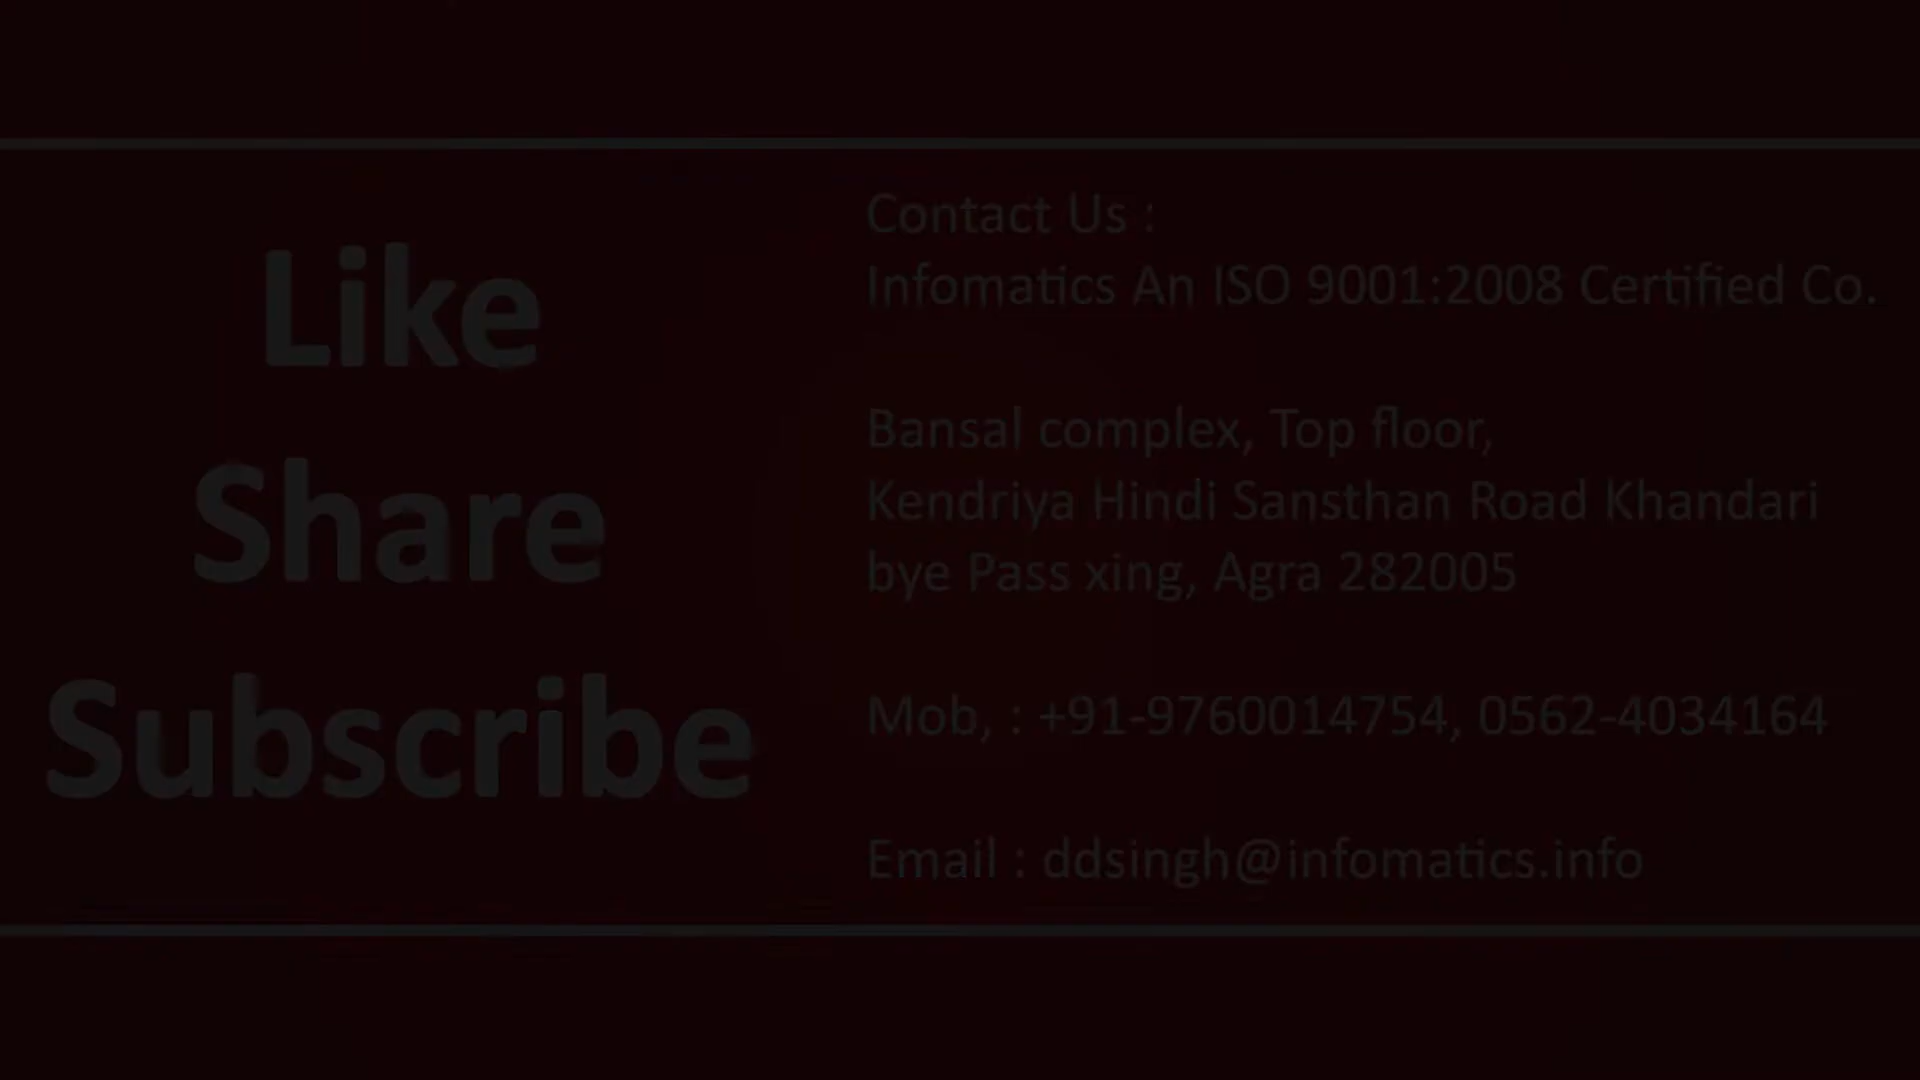 Like
Share
Subscribe
Contact Us :
Infomatics An ISO 9001:2008 Certified Co.
Bansal complex, Top floor,
Kendriya Hindi Sansthan Road Khandari
bye Pass xing, Agra 282005
Mob, : +91-9760014754, 0562-4034164
Email : ddsingh@infomatics.info